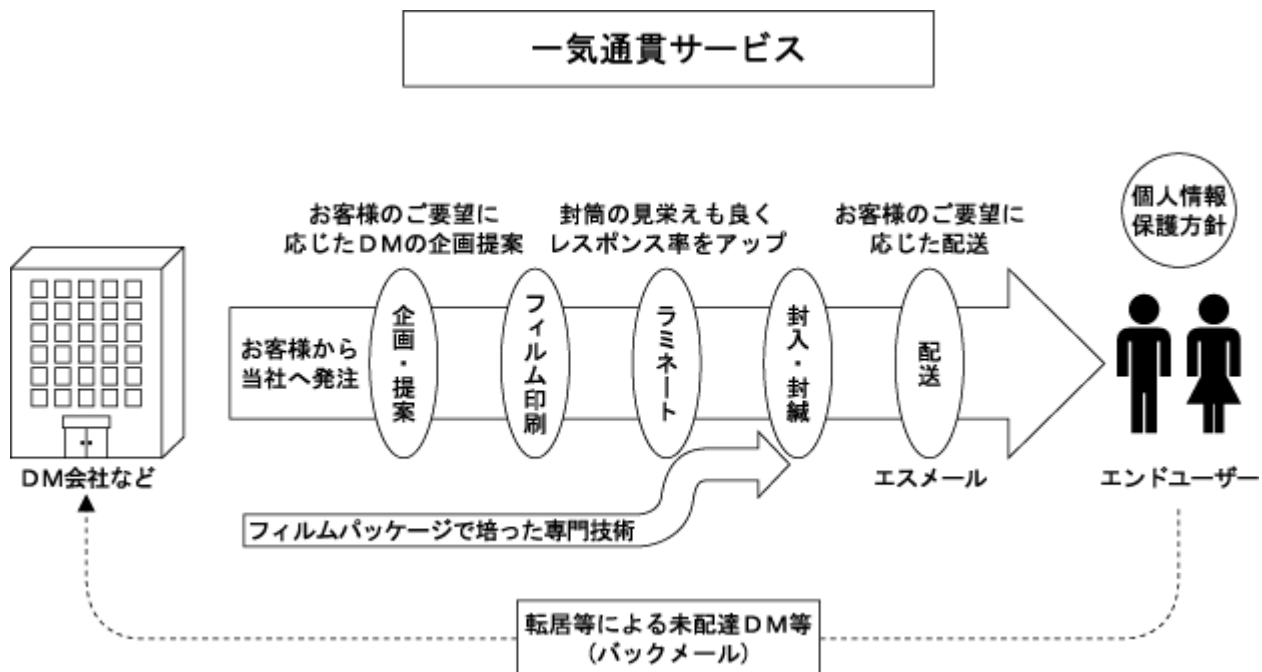 一気通貫サービス
個人情報
保護方針
お客様のご要望に
応じたDMの企画提案
封筒の見栄えも良く
レスポンス率をアップ
お客様のご要望に
応じた配送
お客様から
当社へ発注
企画・提案
フィルム印刷
ラミネート
封入・封緘
配送
DM会社など
エスメール
エンドユーザー
フィルムパッケージで培った専門技術
転居等による未配達DM等
(バックメール)